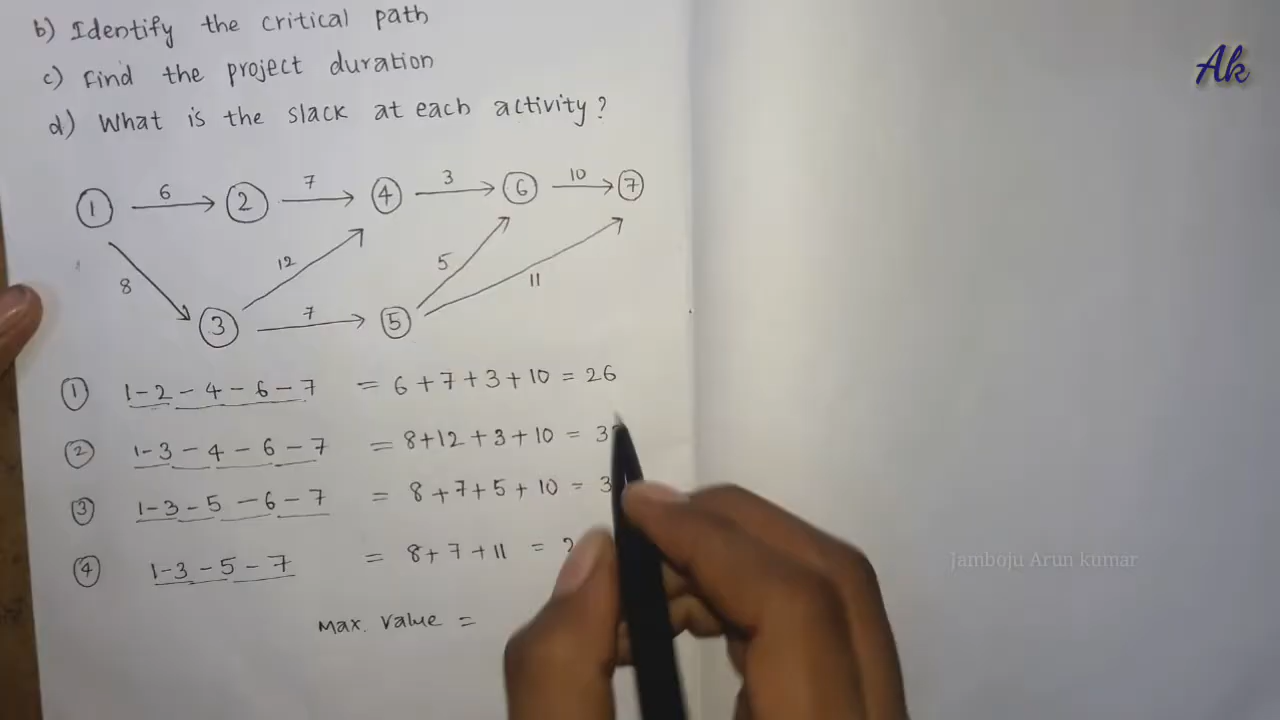 b) Identify the critical path
c) Find the project duration
d) What is the slack at each activity?
Ak
1 6 2 7 4 3 6 10 7
8 12 5 11
3 7 5
1 1-2-4-6-7 = 6+7+3+10 = 26
2 1-3-4-6-7 = 8+12+3+10 = 3
3 1-3-5-6-7 = 8+7+5+10 = 3
4 1-3-5-7 = 8+7+11 = 2
Jamboju Arun kumar
Max. Value =